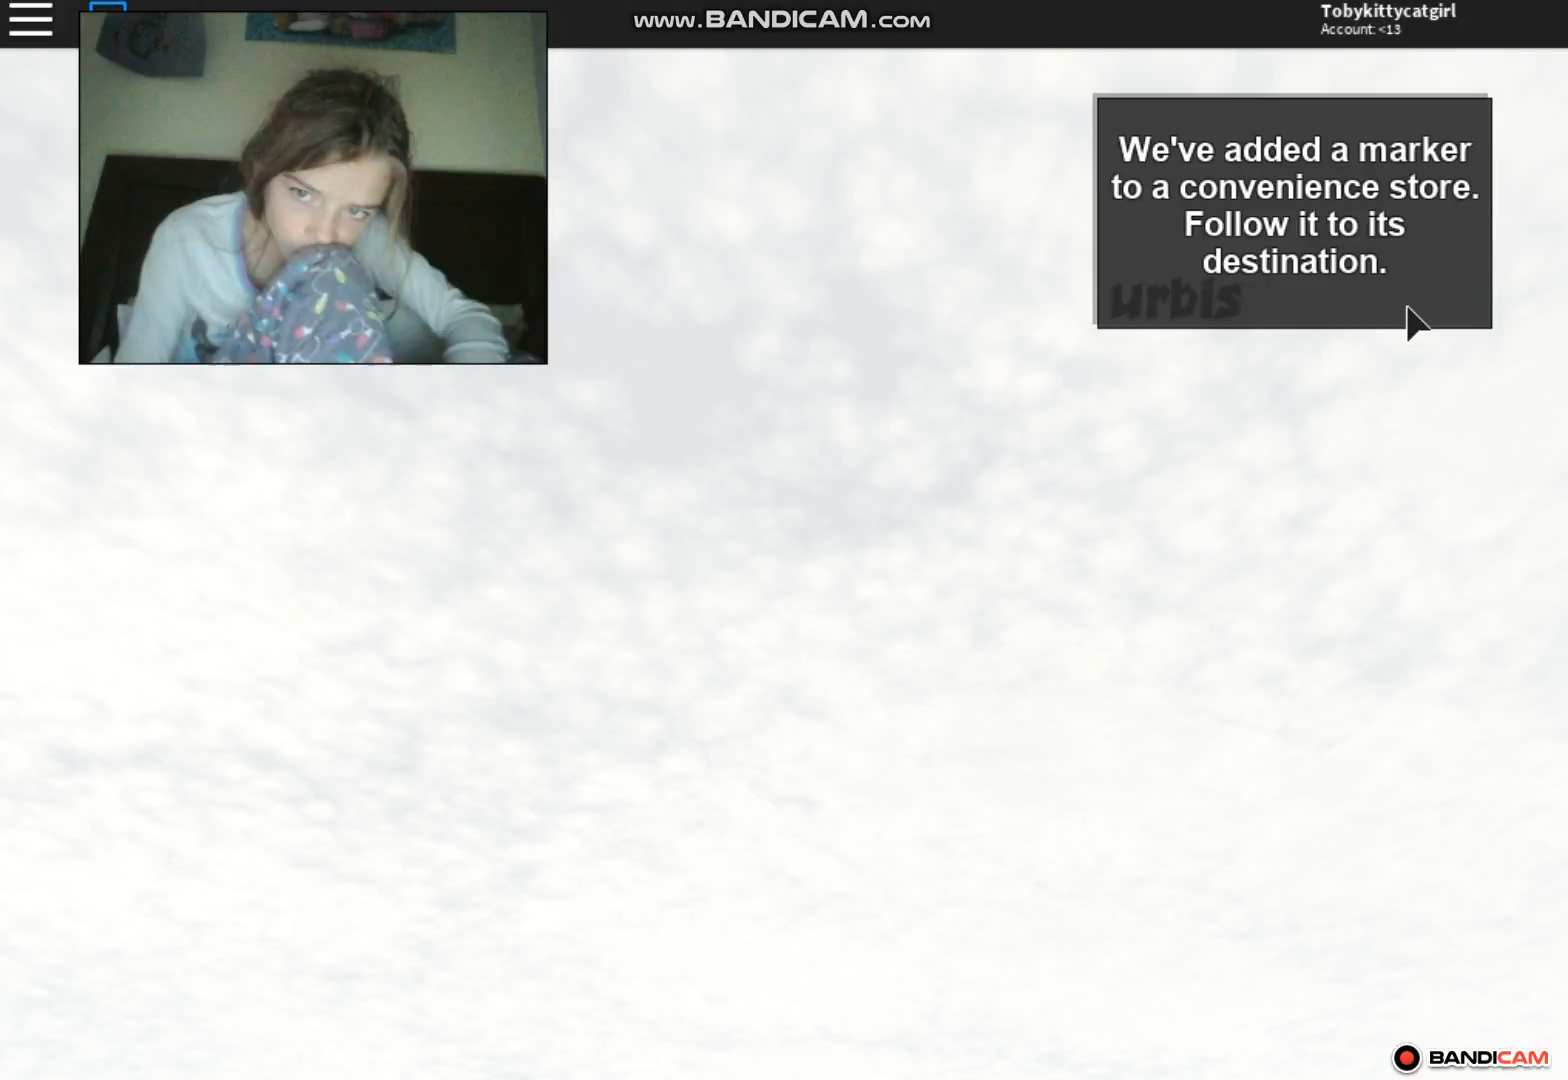 www.BANDICAM.com
Tobykittycatgirl
Account: <13
We've added a marker
to a convenience store.
Follow it to its
destination.
urbis
BANDICAM